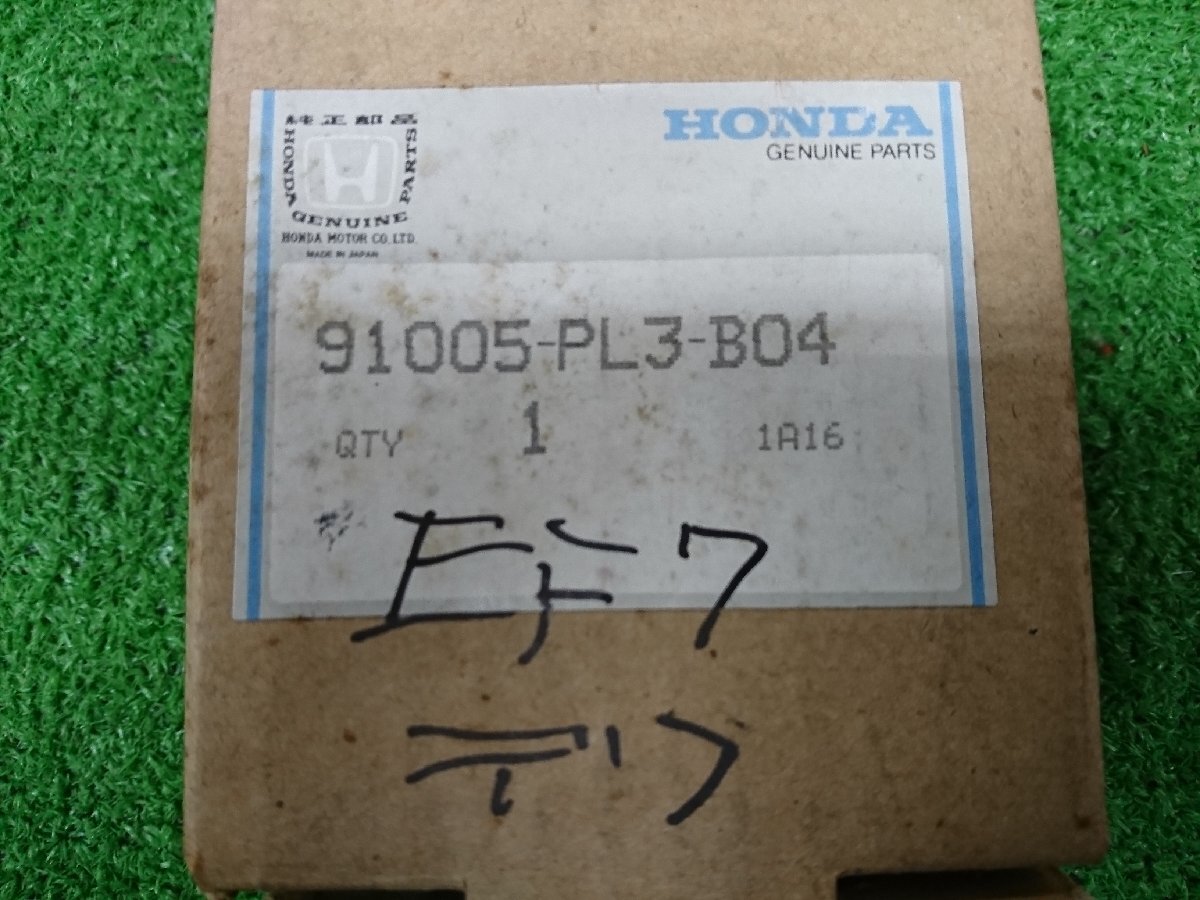 純正部品
HONDA
PARTS
GENUINE
HONDA MOTOR CO., LTD.
MADE IN JAPAN
HONDA
GENUINE PARTS
91005-PL3-B04
QTY 1 1A16
EF7
デフ